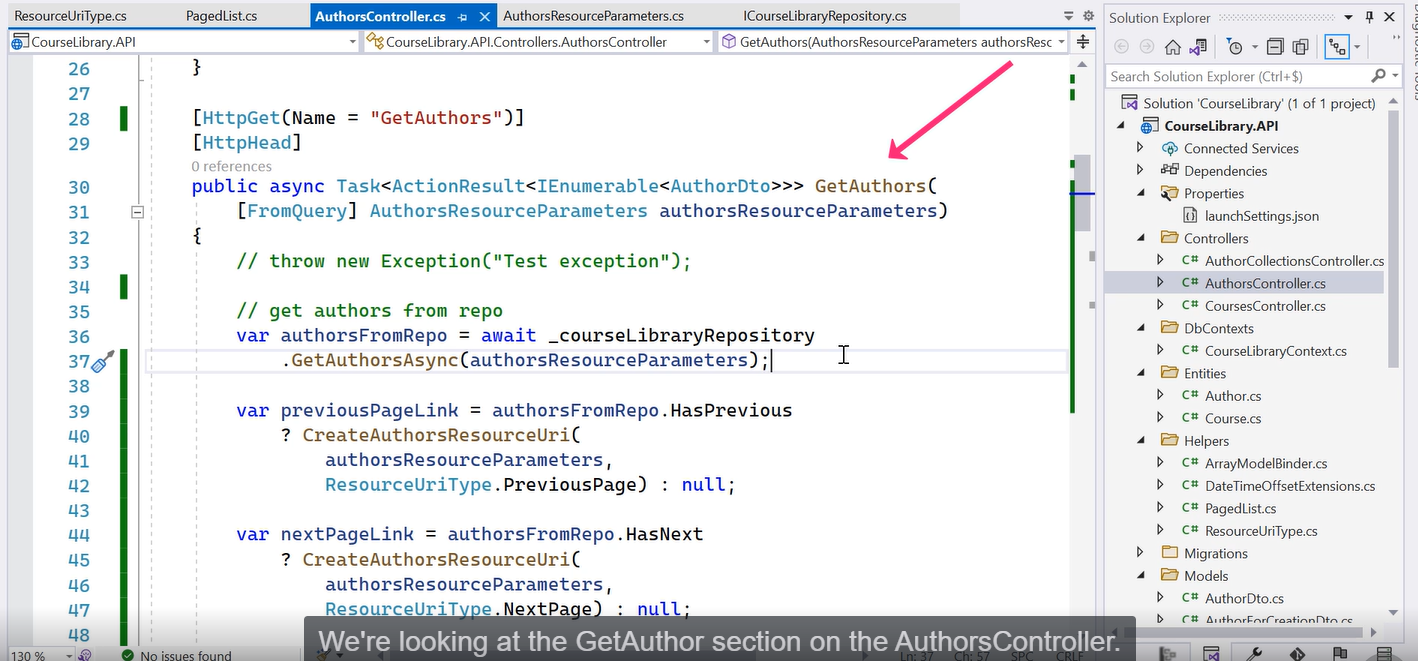 ResourceUriType.cs PagedList.cs AuthorsController.cs AuthorsResourceParameters.cs ICourseLibraryRepository.cs
CourseLibrary.API CourseLibrary.API.Controllers.AuthorsController GetAuthors(AuthorsResourceParameters authorsResc
26 }
27
28 [HttpGet(Name = "GetAuthors")]
29 [HttpHead]
0 references
30 public async Task<ActionResult<IEnumerable<AuthorDto>>> GetAuthors(
31 [FromQuery] AuthorsResourceParameters authorsResourceParameters)
32 {
33 // throw new Exception("Test exception");
34
35 // get authors from repo
36 var authorsFromRepo = await _courseLibraryRepository
37 .GetAuthorsAsync(authorsResourceParameters);
38
39 var previousPageLink = authorsFromRepo.HasPrevious
40 ? CreateAuthorsResourceUri(
41 authorsResourceParameters,
42 ResourceUriType.PreviousPage) : null;
43
44 var nextPageLink = authorsFromRepo.HasNext
45 ? CreateAuthorsResourceUri(
46 authorsResourceParameters,
47 ResourceUriType.NextPage) : null;
48
We're looking at the GetAuthor section on the AuthorsController.
130 % No issues found Ln: 37 Ch: 57 SPC CRLF
Solution Explorer
Search Solution Explorer (Ctrl+$)
Solution 'CourseLibrary' (1 of 1 project)
CourseLibrary.API
Connected Services
Dependencies
Properties
launchSettings.json
Controllers
C# AuthorCollectionsController.cs
C# AuthorsController.cs
C# CoursesController.cs
DbContexts
C# CourseLibraryContext.cs
Entities
C# Author.cs
C# Course.cs
Helpers
C# ArrayModelBinder.cs
C# DateTimeOffsetExtensions.cs
C# PagedList.cs
C# ResourceUriType.cs
Migrations
Models
C# AuthorDto.cs
C# AuthorForCreationDto.cs